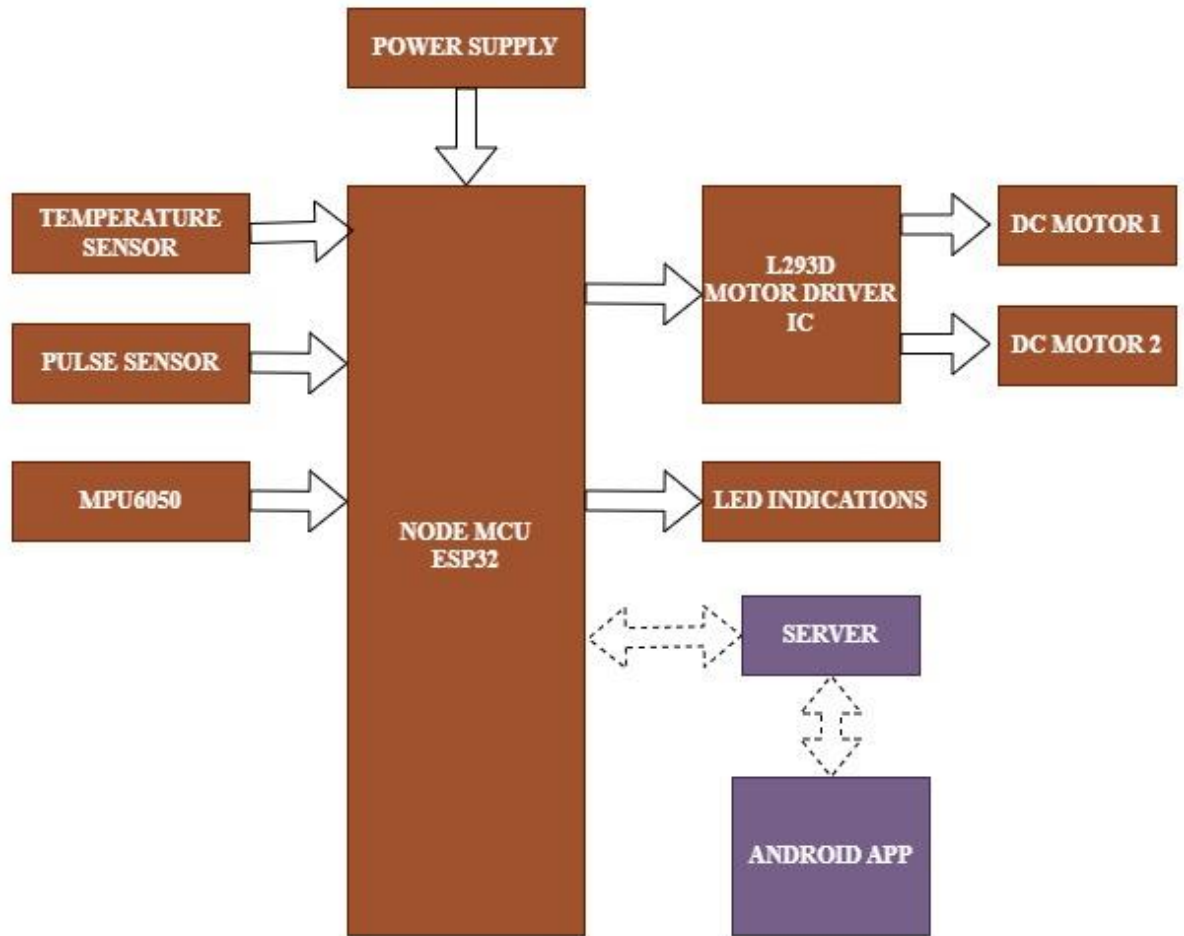 POWER SUPPLY
TEMPERATURE
SENSOR
PULSE SENSOR
MPU6050
NODE MCU
ESP32
L293D
MOTOR DRIVER
IC
DC MOTOR 1
DC MOTOR 2
LED INDICATIONS
SERVER
ANDROID APP